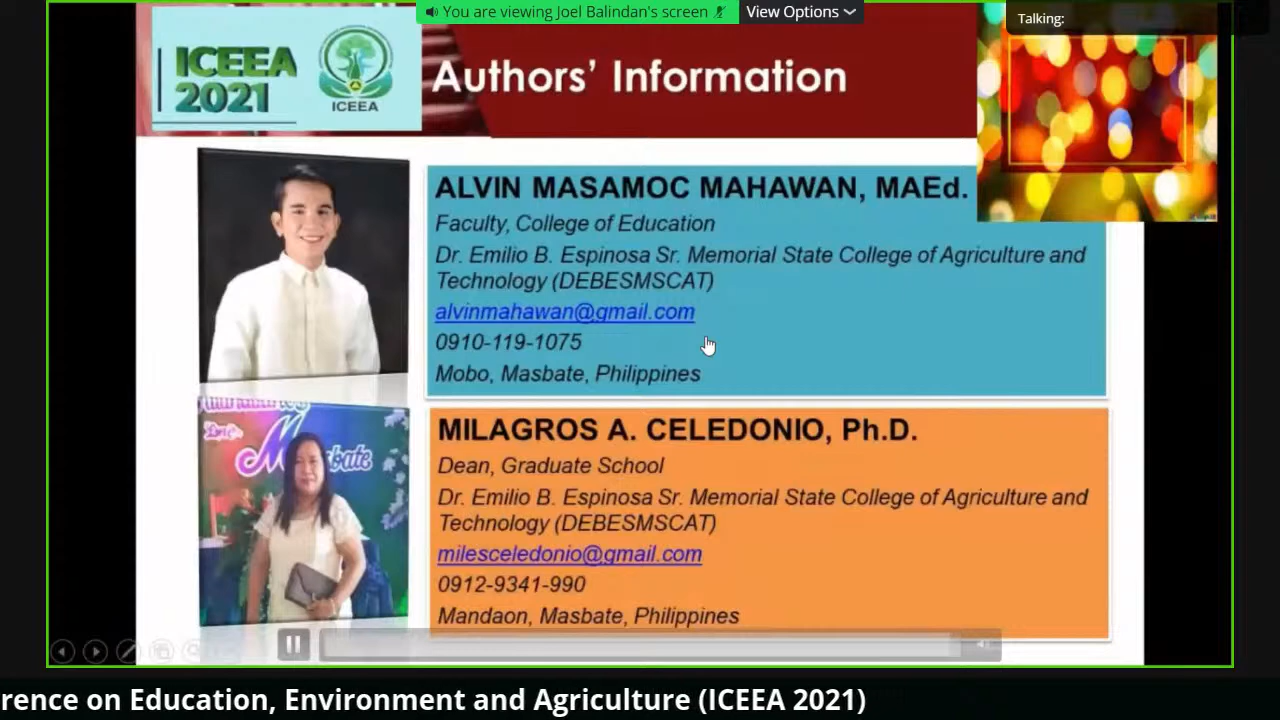 You are viewing Joel Balindan's screen
View Options
Talking:
ICEEA
2021
ICEEA
Authors' Information
ALVIN MASAMOC MAHAWAN, MAEd.
Faculty, College of Education
Dr. Emilio B. Espinosa Sr. Memorial State College of Agriculture and
Technology (DEBESMSCAT)
alvinmahawan@gmail.com
0910-119-1075
Mobo, Masbate, Philippines
MILAGROS A. CELEDONIO, Ph.D.
Dean, Graduate School
Dr. Emilio B. Espinosa Sr. Memorial State College of Agriculture and
Technology (DEBESMSCAT)
milesceledonio@gmail.com
0912-9341-990
Mandaon, Masbate, Philippines
rence on Education, Environment and Agriculture (ICEEA 2021)